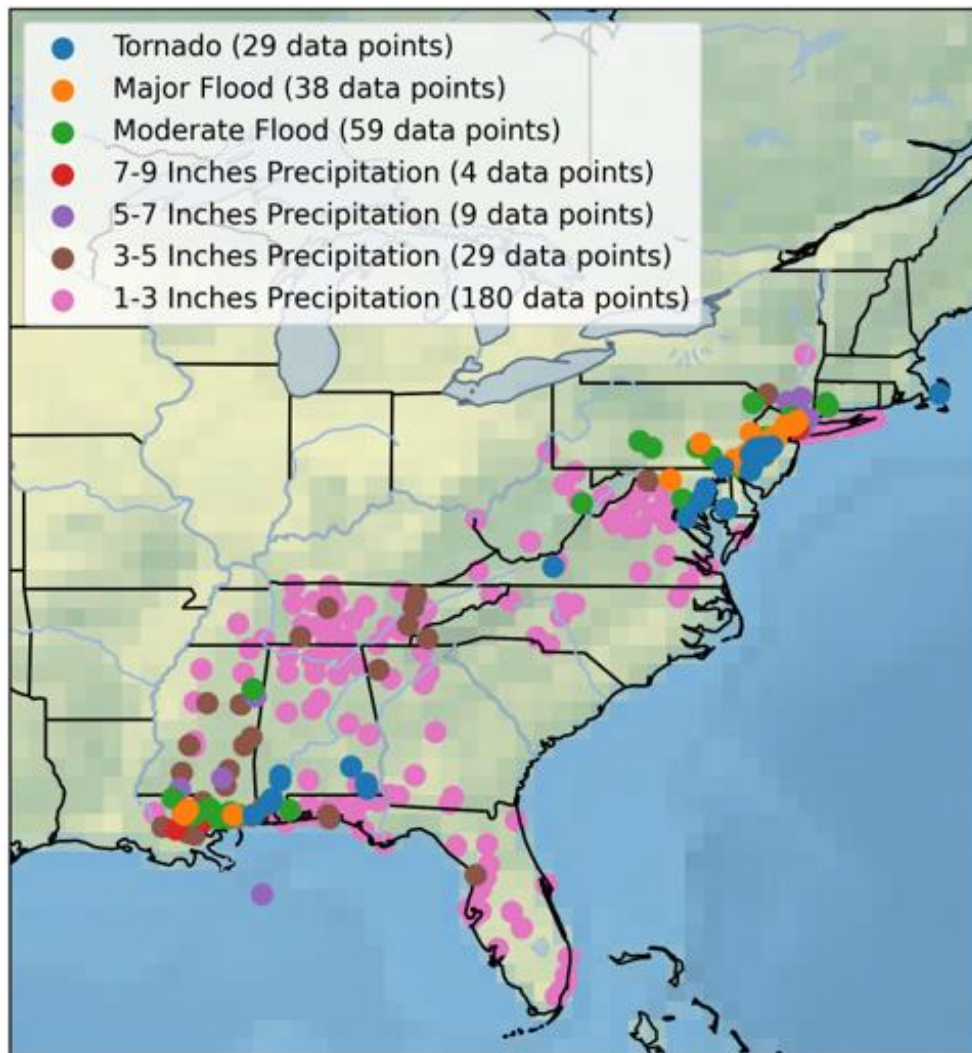 Tornado (29 data points)
Major Flood (38 data points)
Moderate Flood (59 data points)
7-9 Inches Precipitation (4 data points)
5-7 Inches Precipitation (9 data points)
3-5 Inches Precipitation (29 data points)
1-3 Inches Precipitation (180 data points)